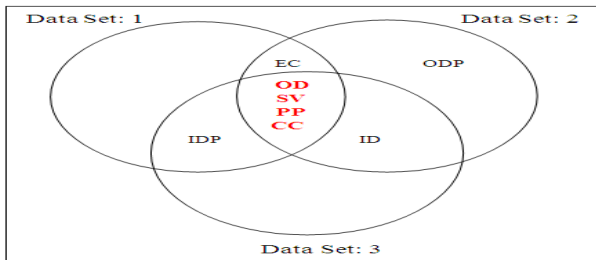 Data Set: 1
Data Set: 2
EC
ODP
OD
SV
PP
CC
IDP
ID
Data Set: 3